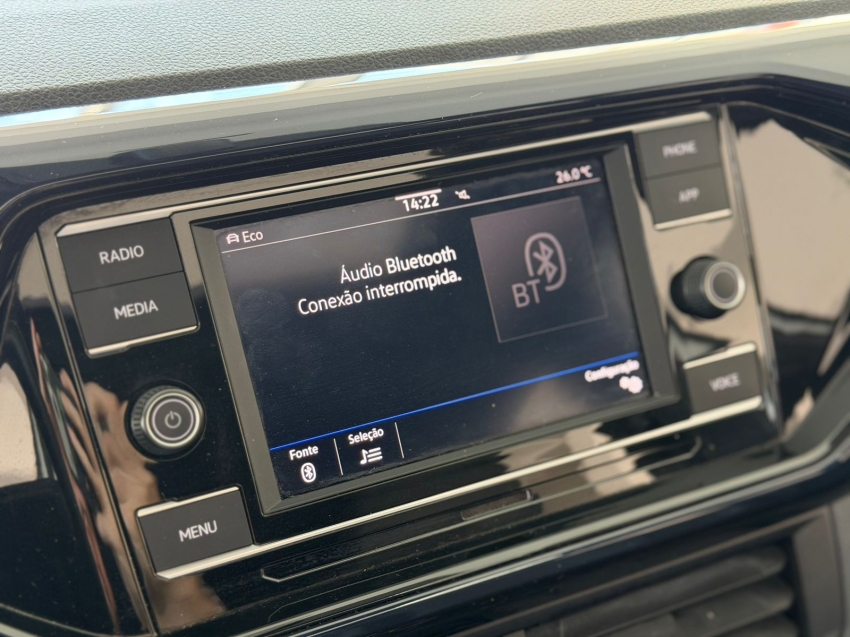 RADIO
MEDIA
MENU
14:22
26.0 °C
Eco
Áudio Bluetooth
Conexão interrompida.
BT
Configuração
Fonte
Seleção
PHONE
APP
VOICE